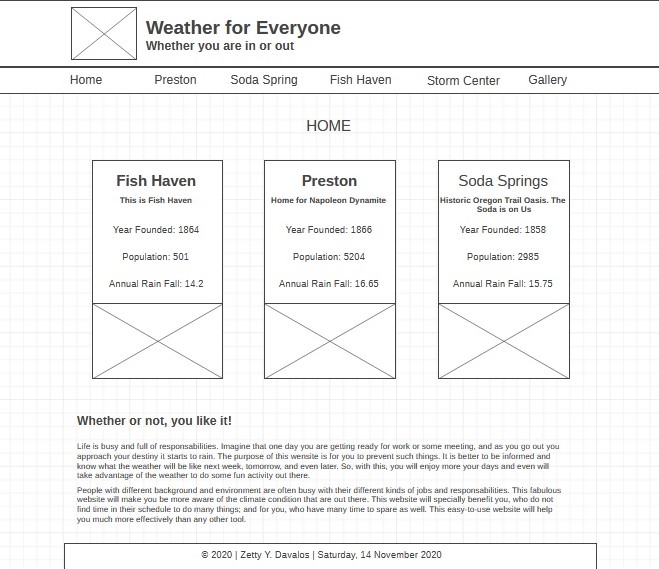 Weather for Everyone
Whether you are in or out
Home Preston Soda Spring Fish Haven Storm Center Gallery
HOME
Fish Haven
This is Fish Haven
Year Founded: 1864
Population: 501
Annual Rain Fall: 14.2
Preston
Home for Napoleon Dynamite
Year Founded: 1866
Population: 5204
Annual Rain Fall: 16.65
Soda Springs
Historic Oregon Trail Oasis. The
Soda is on Us
Year Founded: 1858
Population: 2985
Annual Rain Fall: 15.75
Whether or not, you like it!
Life is busy and full of responsabilities. Imagine that one day you are getting ready for work or some meeting, and as you go out you
approach your destiny it starts to rain. The purpose of this wensite is for you to prevent such things. It is better to be informed and
know what the weather will be like next week, tomorrow, and even later. So, with this, you will enjoy more your days and even will
take advantage of the weather to do some fun activity out there.
People with different background and environment are often busy with their different kinds of jobs and responsabilities. This fabulous
website will make you be more aware of the climate condition that are out there. This website will specially benefit you, who do not
find time in their schedule to do many things; and for you, who have many time to spare as well. This easy-to-use website will help
you much more effectively than any other tool.
© 2020 | Zetty Y. Davalos | Saturday, 14 November 2020